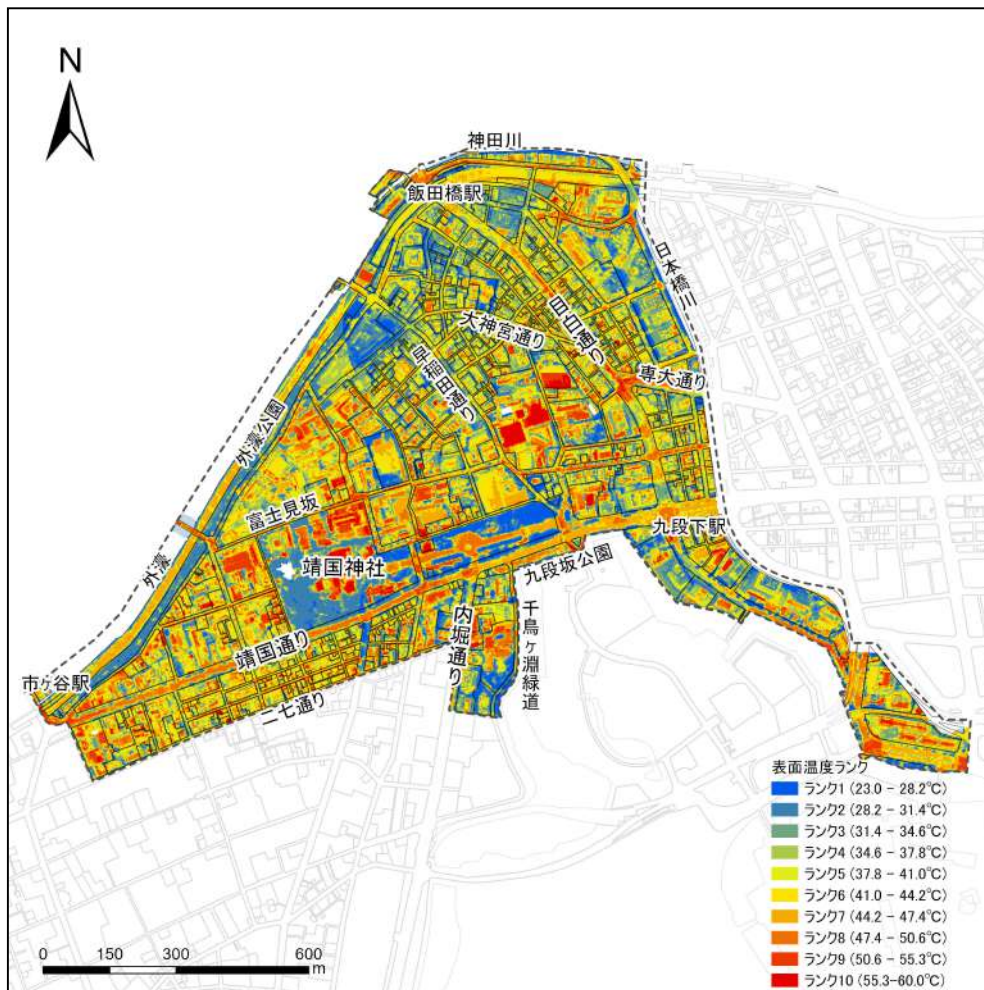 N
神田川
飯田橋駅
日本橋川
目白通り
大神宮通り
早稲田通り
専大通り
外濠公園
富士見坂
九段下駅
靖国神社
外濠
九段坂公園
内堀通り
千鳥ヶ淵緑道
靖国通り
市ヶ谷駅
二七通り
表面温度ランク
ランク1 (23.0 - 28.2℃)
ランク2 (28.2 - 31.4℃)
ランク3 (31.4 - 34.6℃)
ランク4 (34.6 - 37.8℃)
ランク5 (37.8 - 41.0℃)
ランク6 (41.0 - 44.2℃)
ランク7 (44.2 - 47.4℃)
ランク8 (47.4 - 50.6℃)
ランク9 (50.6 - 55.3℃)
ランク10 (55.3-60.0℃)
0 150 300 600
m